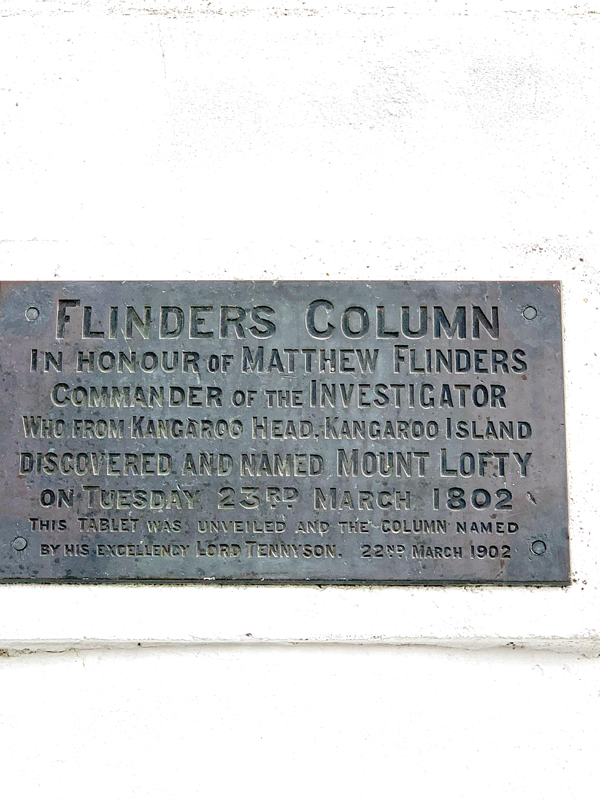 FLINDERS COLUMN
IN HONOUR OF MATTHEW FLINDERS
COMMANDER OF THE INVESTIGATOR
WHO FROM KANGAROO HEAD, KANGAROO ISLAND
DISCOVERED AND NAMED MOUNT LOFTY
ON TUESDAY 23RD MARCH 1802
THIS TABLET WAS UNVEILED AND THE COLUMN NAMED
BY HIS EXCELLENCY LORD TENNYSON. 22ND MARCH 1902